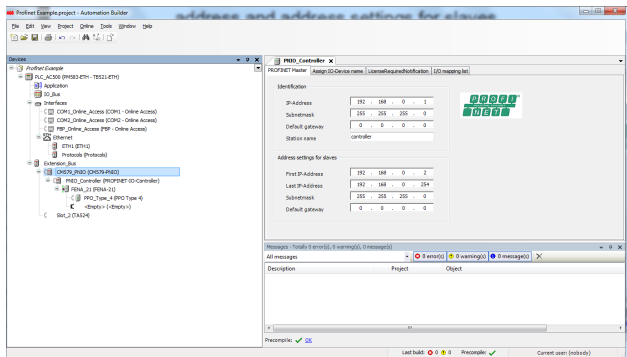 address and address settings for slaves
Profinet Example.project - Automation Builder
File Edit View Project Online Tools Window Help
Devices
Profinet Example
PLC_AC500 (PM583-ETH - TB521-ETH)
Application
IO_Bus
Interfaces
COM1_Online_Access (COM1 - Online Access)
COM2_Online_Access (COM2 - Online Access)
FBP_Online_Access (FBP - Online Access)
Ethernet
ETH1 (ETH1)
Protocols (Protocols)
Extension_Bus
CM579_PNIO (CM579-PNIO)
PNIO_Controller (PROFINET-IO-Controller)
FENA_21 (FENA-21)
PPO_Type_4 (PPO Type 4)
<Empty> (<Empty>)
Slot_2 (TA524)
PNIO_Controller
PROFINET Master Assign IO-Device name LicenseRequiredNotification I/O mapping list
Identification
IP-Address 192 . 168 . 0 . 1
Subnetmask 255 . 255 . 255 . 0
Default gateway 0 . 0 . 0 . 0
Station name controller
PROFI
NET
Address settings for slaves
First IP-Address 192 . 168 . 0 . 2
Last IP-Address 192 . 168 . 0 . 254
Subnetmask 255 . 255 . 255 . 0
Default gateway 0 . 0 . 0 . 0
Messages - Totally 0 error(s), 0 warning(s), 0 message(s)
All messages 0 error(s) 0 warning(s) 0 message(s)
Description Project Object
Precompile: OK
Last build: 0 0 Precompile: Current user: (nobody)